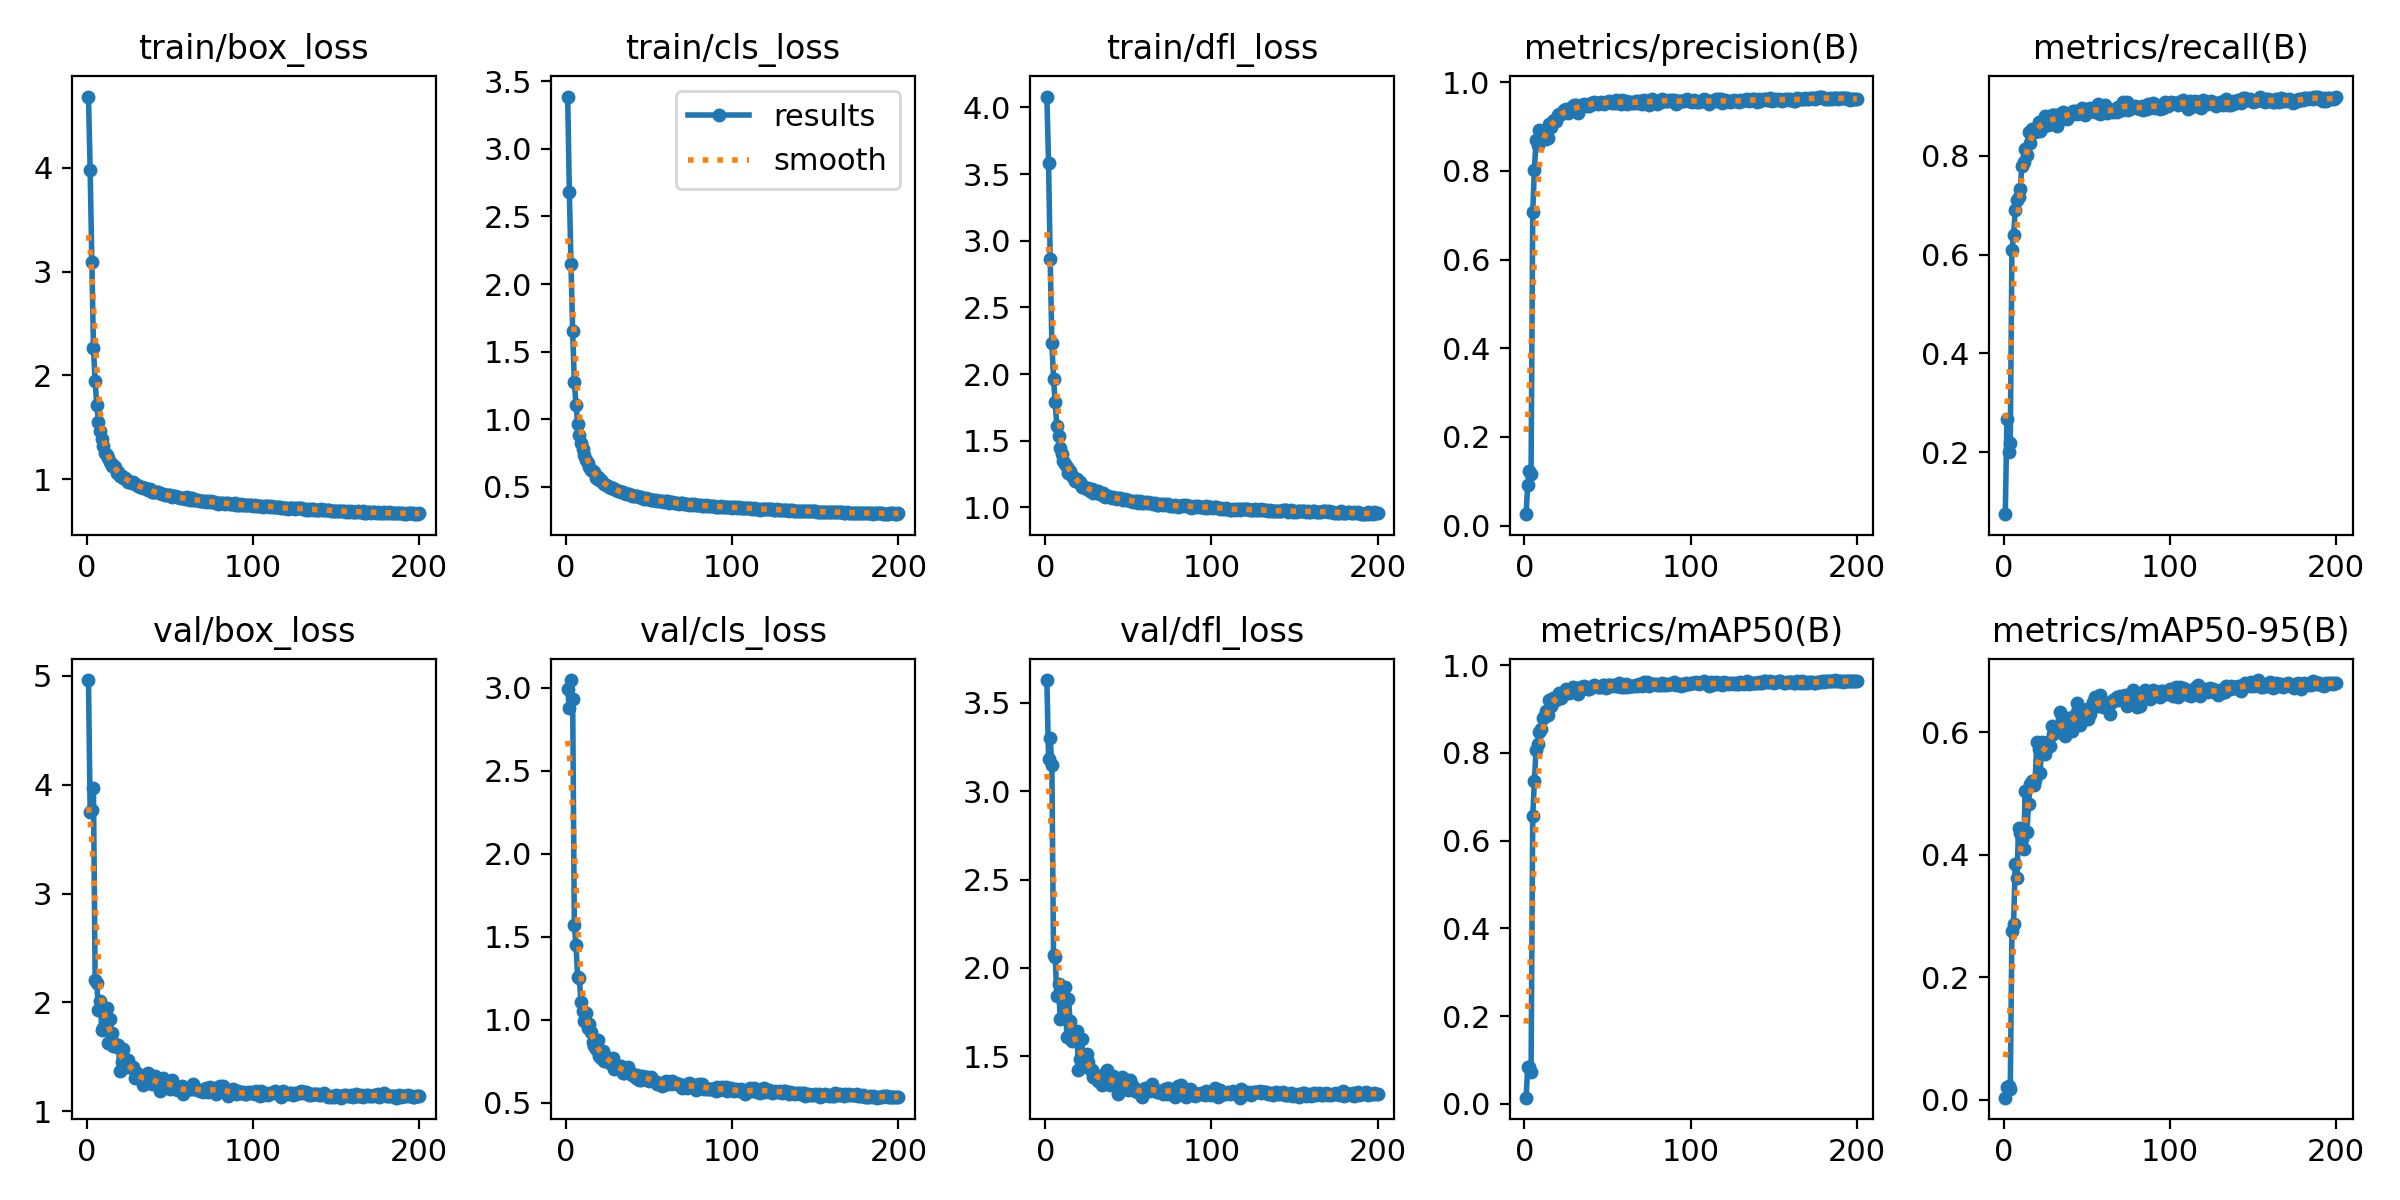 train/box_loss
4
3
2
1
0 100 200
train/cls_loss
3.5
3.0
2.5
2.0
1.5
1.0
0.5
results
smooth
0 100 200
train/dfl_loss
4.0
3.5
3.0
2.5
2.0
1.5
1.0
0 100 200
metrics/precision(B)
1.0
0.8
0.6
0.4
0.2
0.0
0 100 200
metrics/recall(B)
0.8
0.6
0.4
0.2
0 100 200
val/box_loss
5
4
3
2
1
0 100 200
val/cls_loss
3.0
2.5
2.0
1.5
1.0
0.5
0 100 200
val/dfl_loss
3.5
3.0
2.5
2.0
1.5
0 100 200
metrics/mAP50(B)
1.0
0.8
0.6
0.4
0.2
0.0
0 100 200
metrics/mAP50-95(B)
0.6
0.4
0.2
0.0
0 100 200